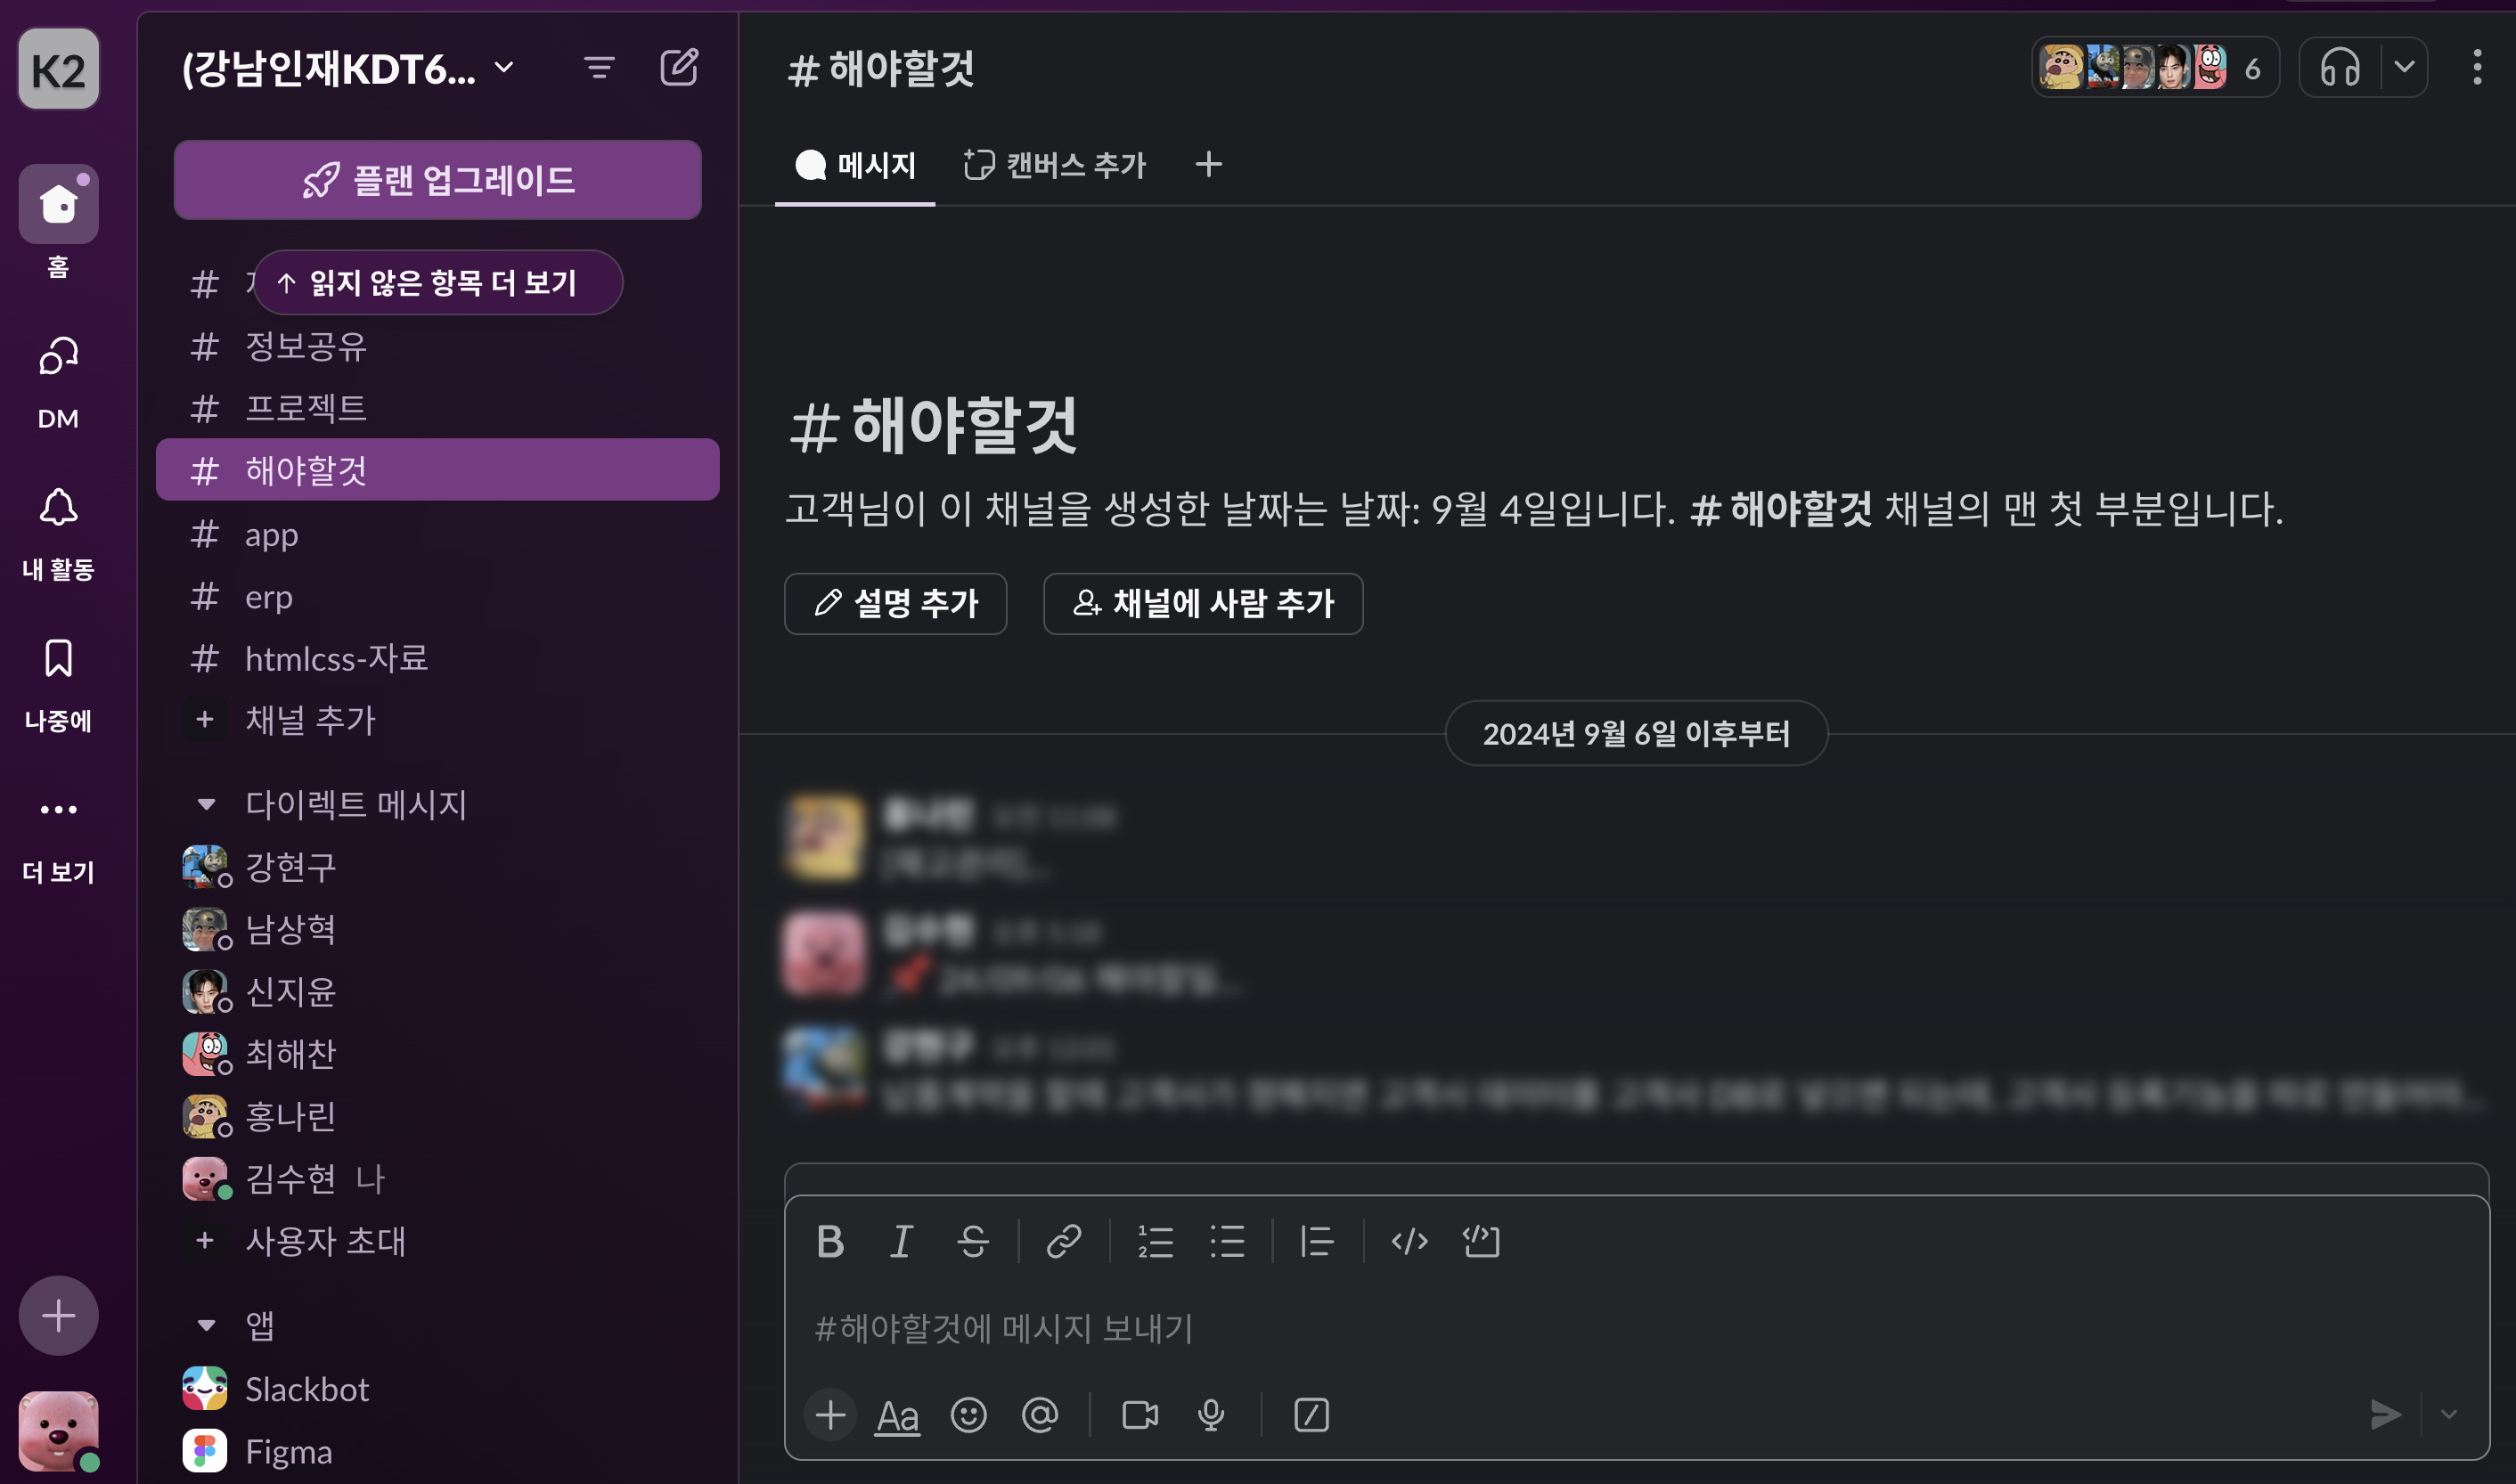 K2
홈
DM
내 활동
나중에
더 보기
(강남인재KDT6...
플랜 업그레이드
읽지 않은 항목 더 보기
정보공유
프로젝트
해야할것
app
erp
htmlcss-자료
채널 추가
다이렉트 메시지
강현구
남상혁
신지윤
최해찬
홍나린
김수현 나
사용자 초대
앱
Slackbot
Figma
# 해야할것
6
메시지
캔버스 추가
# 해야할것
고객님이 이 채널을 생성한 날짜는 날짜: 9월 4일입니다. # 해야할것 채널의 맨 첫 부분입니다.
설명 추가
채널에 사람 추가
2024년 9월 6일 이후부터
#해야할것에 메시지 보내기
Aa